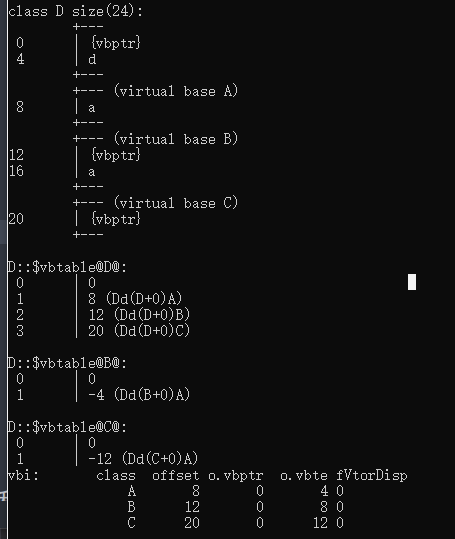 class D size(24):
        +---
 0      | {vbptr}
 4      | d
        +---
        +--- (virtual base A)
 8      | a
        +---
        +--- (virtual base B)
12      | {vbptr}
16      | a
        +---
        +--- (virtual base C)
20      | {vbptr}
        +---
D::$vbtable@D@:
 0      | 0
 1      | 8 (Dd(D+0)A)
 2      | 12 (Dd(D+0)B)
 3      | 20 (Dd(D+0)C)
D::$vbtable@B@:
 0      | 0
 1      | -4 (Dd(B+0)A)
D::$vbtable@C@:
 0      | 0
 1      | -12 (Dd(C+0)A)
vbi:       class  offset o.vbptr  o.vbte fVtorDisp
               A       8       0       4 0
               B      12       0       8 0
               C      20       0      12 0